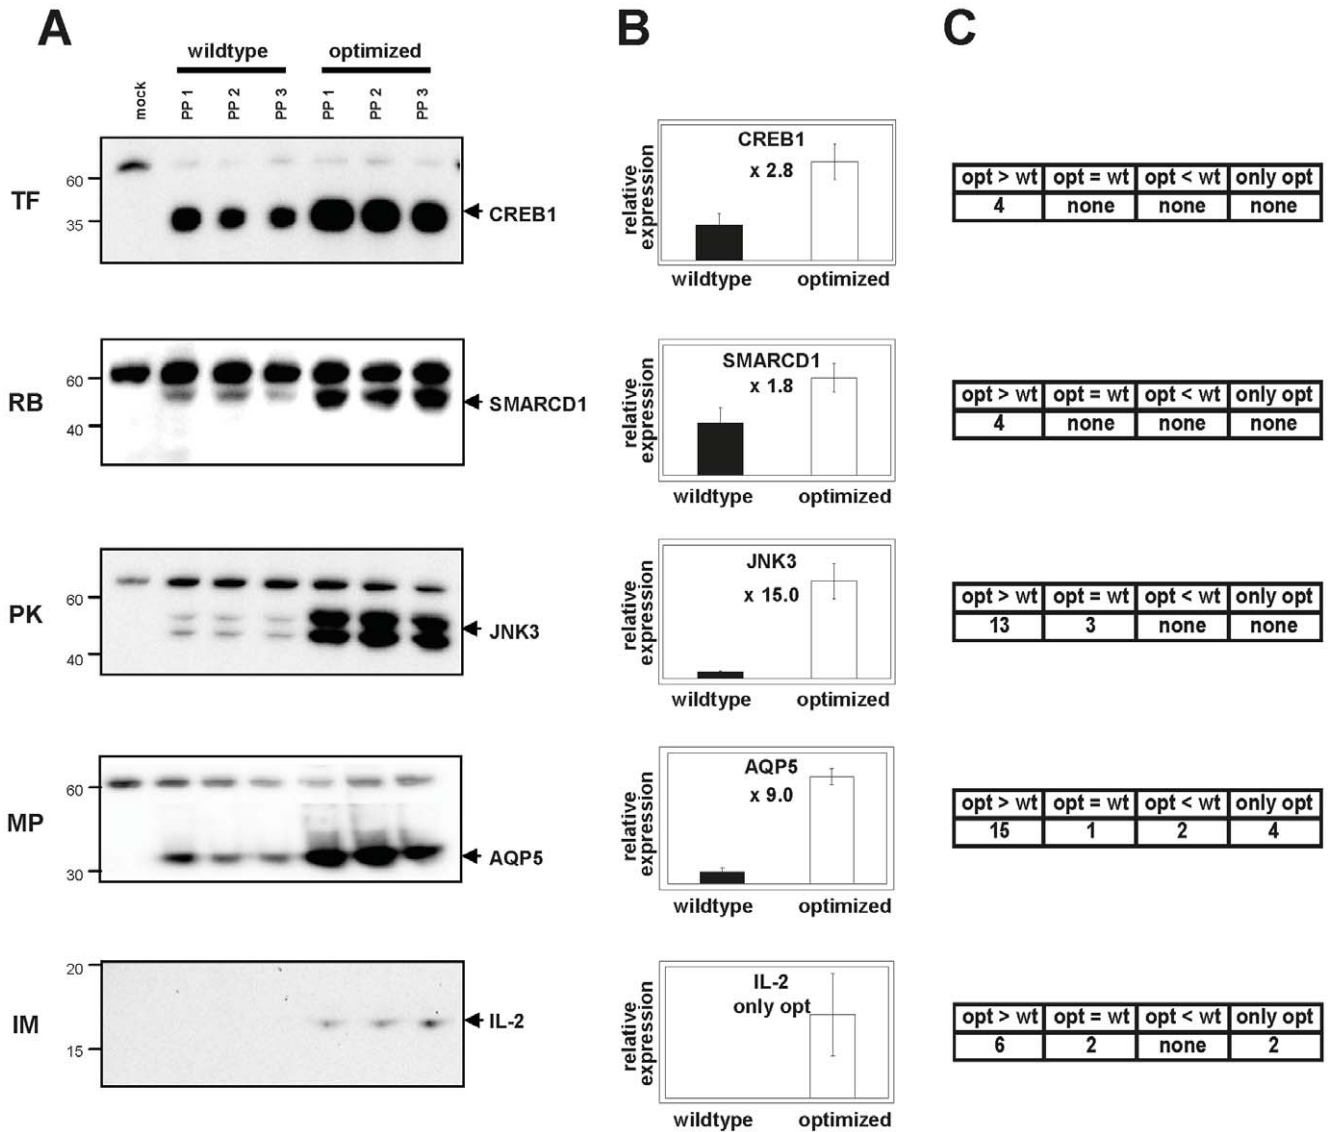 A
B
C
wildtype
optimized
mock
PP 1
PP 2
PP 3
PP 1
PP 2
PP 3
TF
60
35
CREB1
relative
expression
CREB1
x 2.8
wildtype
optimized
opt > wt
opt = wt
opt < wt
only opt
4
none
none
none
RB
60
40
SMARCD1
relative
expression
SMARCD1
x 1.8
wildtype
optimized
opt > wt
opt = wt
opt < wt
only opt
4
none
none
none
PK
60
40
JNK3
relative
expression
JNK3
x 15.0
wildtype
optimized
opt > wt
opt = wt
opt < wt
only opt
13
3
none
none
MP
60
30
AQP5
relative
expression
AQP5
x 9.0
wildtype
optimized
opt > wt
opt = wt
opt < wt
only opt
15
1
2
4
IM
20
15
IL-2
relative
expression
IL-2
only opt
wildtype
optimized
opt > wt
opt = wt
opt < wt
only opt
6
2
none
2